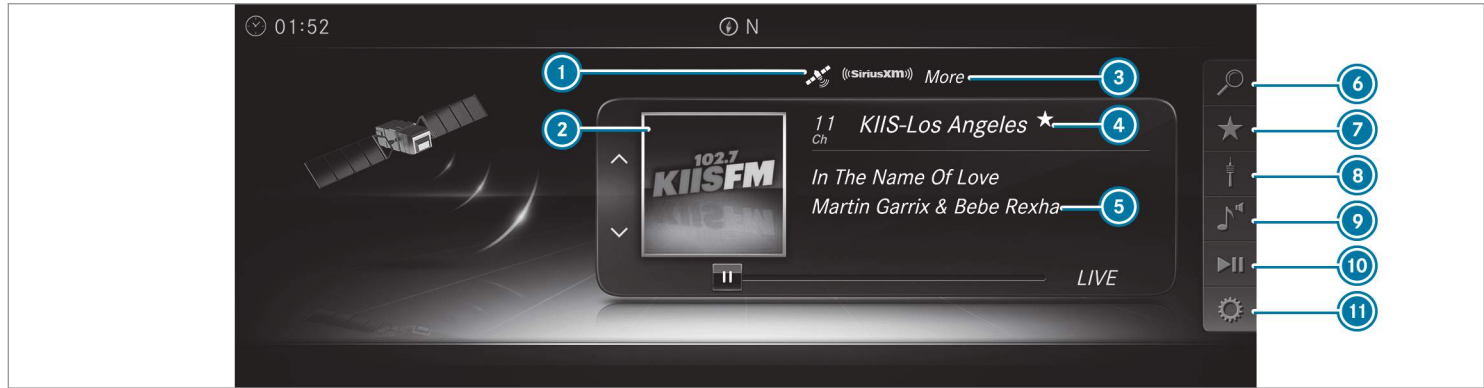 01:52
N
1
((SiriusXM))
More
3
6
2
11
Ch
KIIS-Los Angeles
4
7
102.7
KIISFM
In The Name Of Love
8
Martin Garrix & Bebe Rexha
5
9
LIVE
10
11